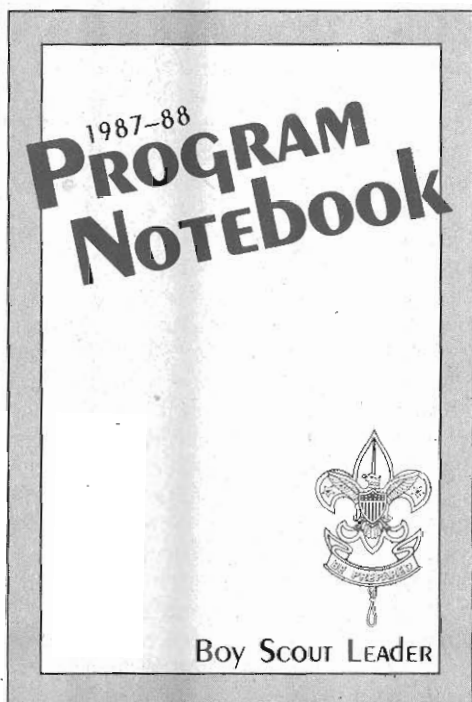 1987-88
PROGRAM
NOTEbook
BE PREPARED
Boy Scout Leader